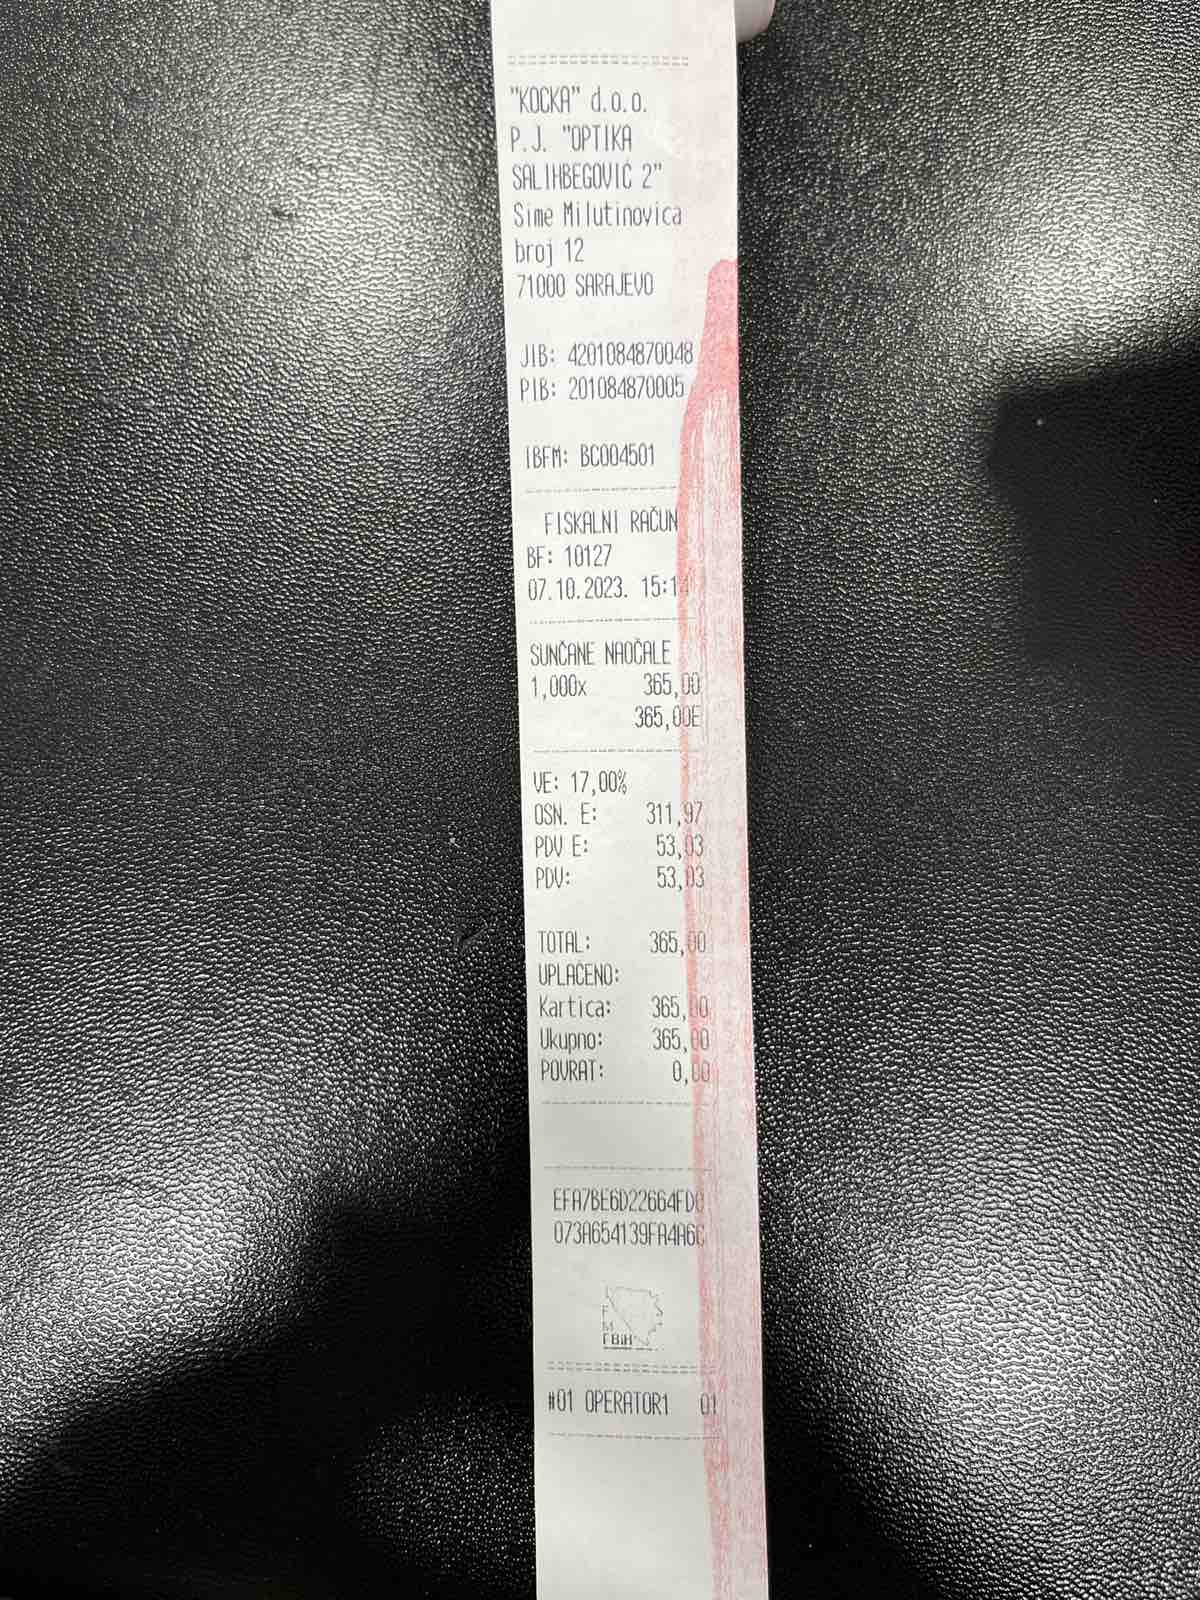 "KOCKA" d.o.o.
P.J. "OPTIKA
SALIHBEGOVIĆ 2"
Sime Milutinovica
broj 12
71000 SARAJEVO
JIB: 4201084870048
PIB: 201084870005
IBFM: BC004501
FISKALNI RAČUN
BF: 10127
07.10.2023. 15:14
SUNČANE NAOČALE
1,000x 365,00
365,00E
VE: 17,00%
OSN. E: 311,97
PDV E: 53,03
PDV: 53,03
TOTAL: 365,00
UPLAĆENO:
Kartica: 365,00
Ukupno: 365,00
POVRAT: 0,00
FBiH
#01 OPERATOR1 01